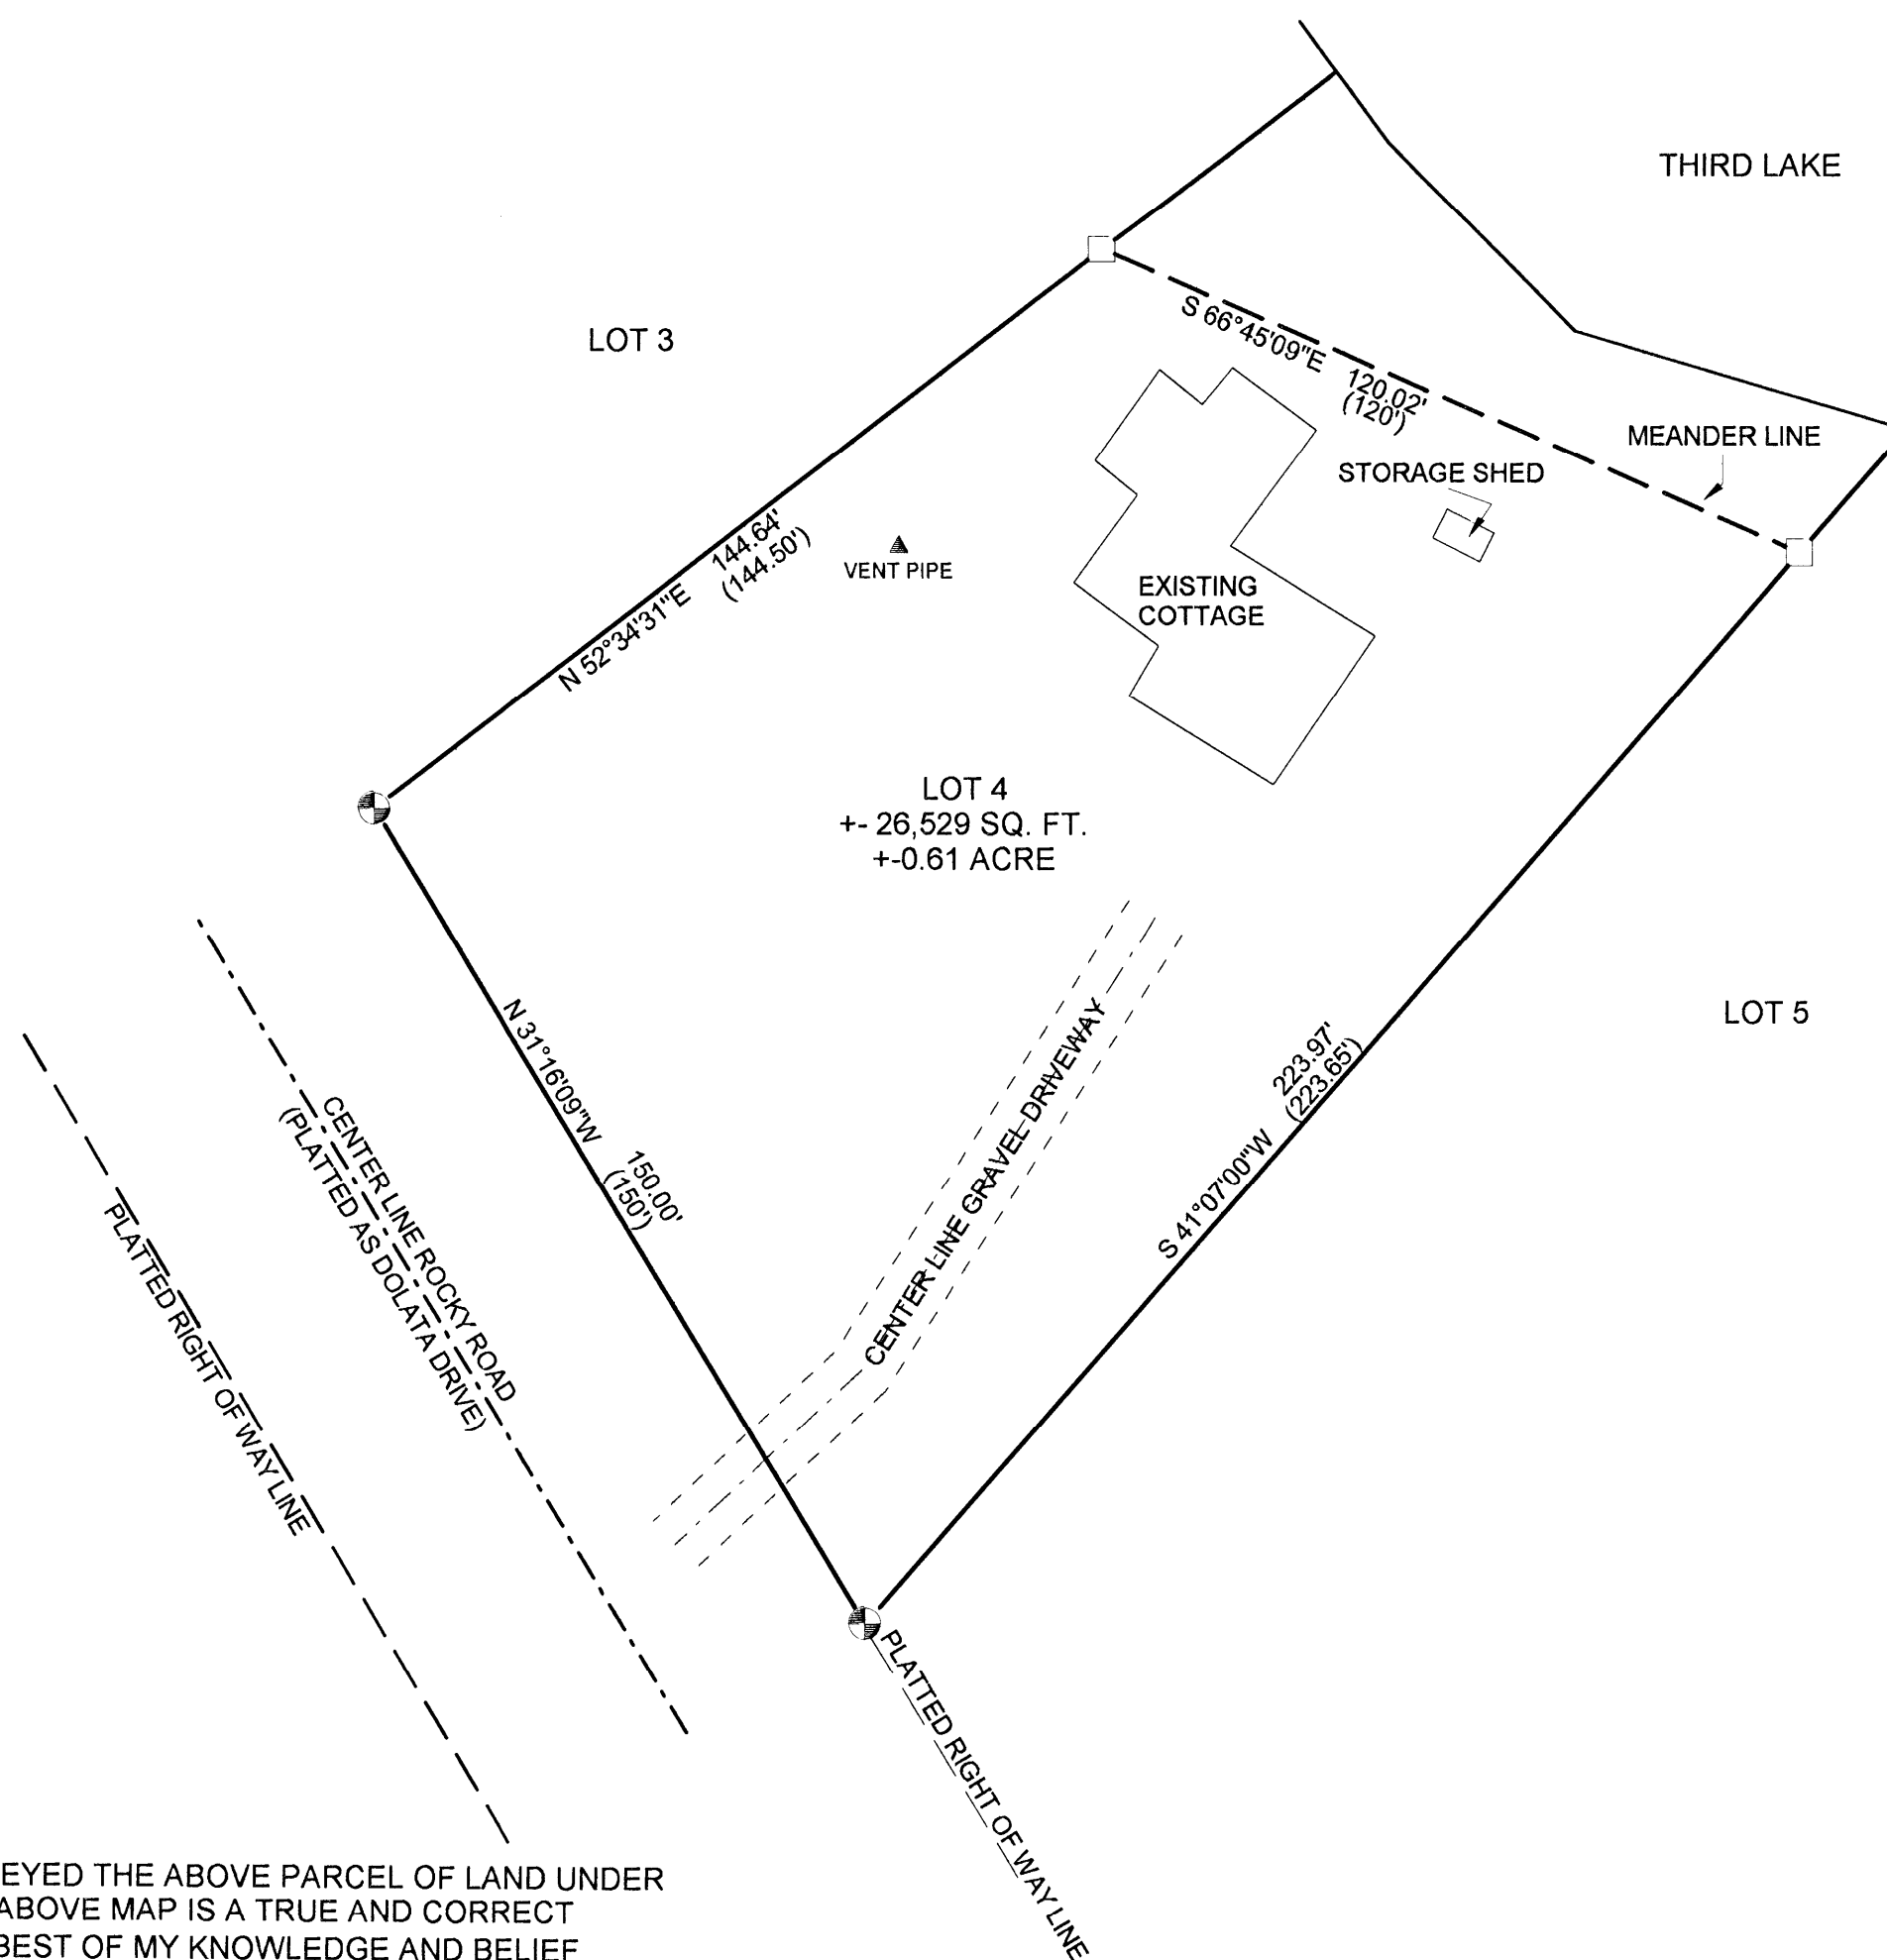 THIRD LAKE
LOT 3
S 66°45'09"E 120.02'
(120')
MEANDER LINE
STORAGE SHED
N 52°34'31"E 144.64'
(144.50')
VENT PIPE
EXISTING
COTTAGE
LOT 4
+- 26,529 SQ. FT.
+-0.61 ACRE
LOT 5
N 31°16'09"W 150.00'
(150')
CENTER LINE GRAVEL DRIVEWAY
S 41°07'00"W 223.97'
(223.65')
CENTER LINE ROCKY ROAD
(PLATTED AS DOLATA DRIVE)
PLATTED RIGHT OF WAY LINE
PLATTED RIGHT OF WAY LINE
EYED THE ABOVE PARCEL OF LAND UNDER
ABOVE MAP IS A TRUE AND CORRECT
BEST OF MY KNOWLEDGE AND BELIEF